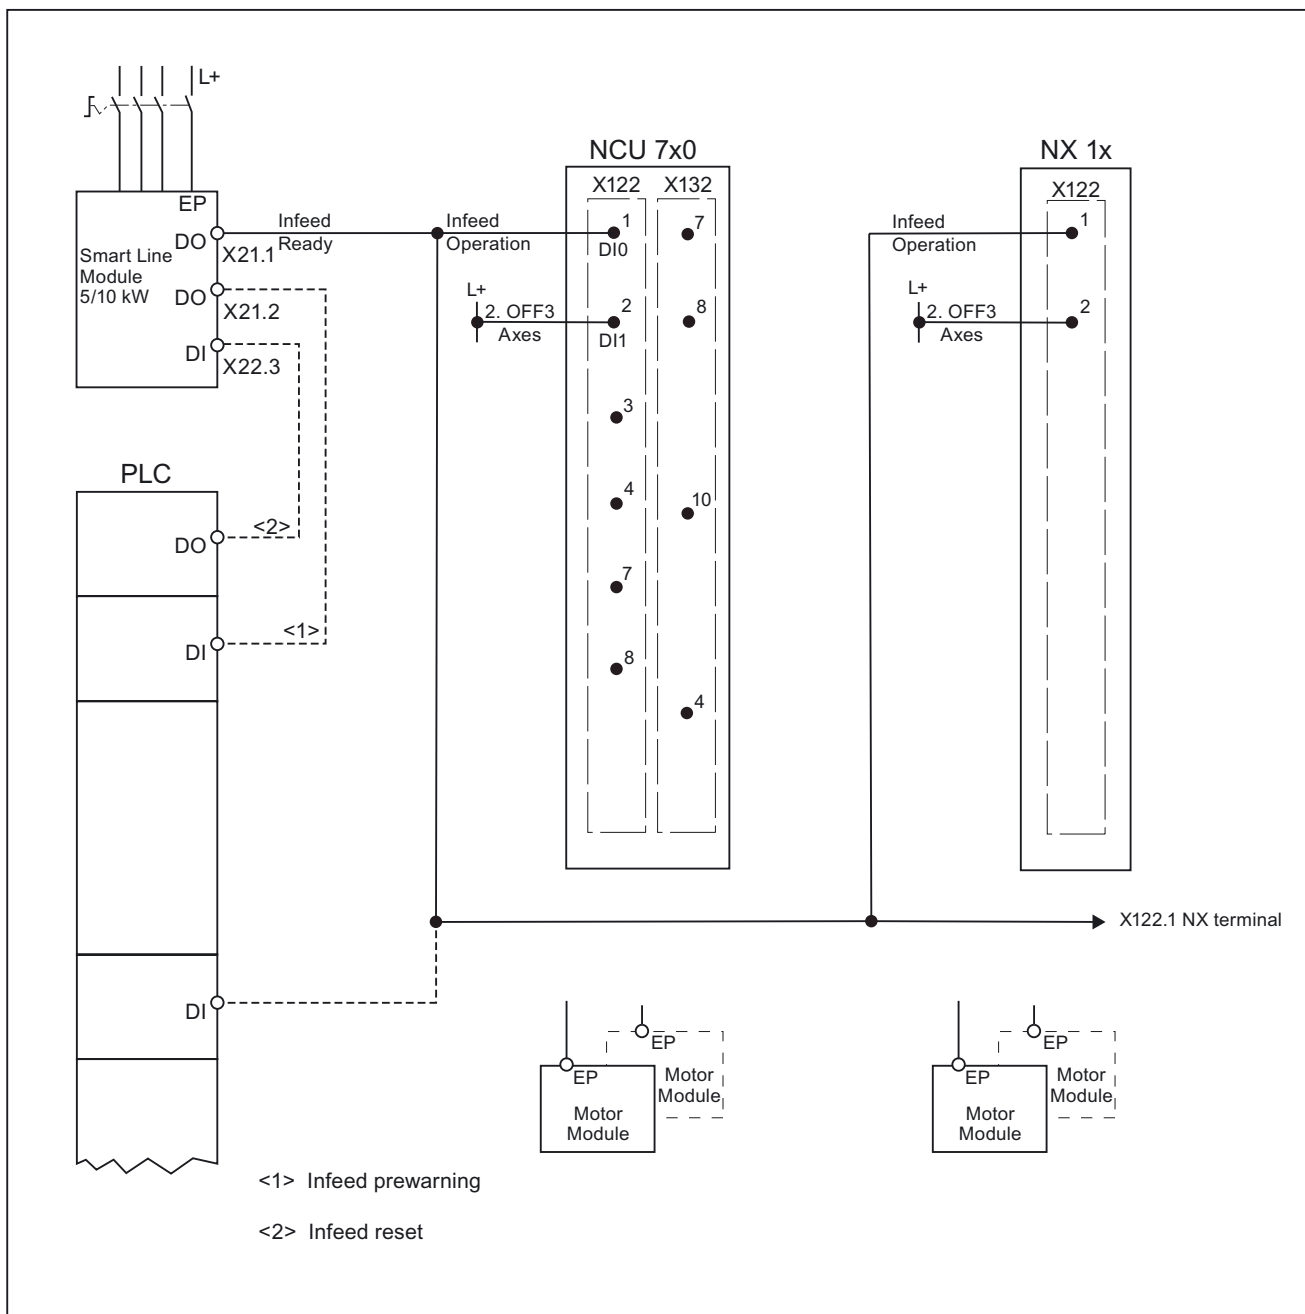 L+
NCU 7x0
NX 1x
X122
X132
X122
EP
DO
X21.1
Infeed
Ready
Infeed
Operation
1
DI0
7
Infeed
Operation
1
Smart Line
Module
5/10 kW
DO
X21.2
L+
2. OFF3
Axes
2
DI1
8
L+
2. OFF3
Axes
2
DI
X22.3
3
PLC
4
10
DO
<2>
7
<1>
DI
8
4
X122.1 NX terminal
DI
EP
EP
Motor
Module
Motor
Module
EP
EP
Motor
Module
Motor
Module
<1> Infeed prewarning
<2> Infeed reset